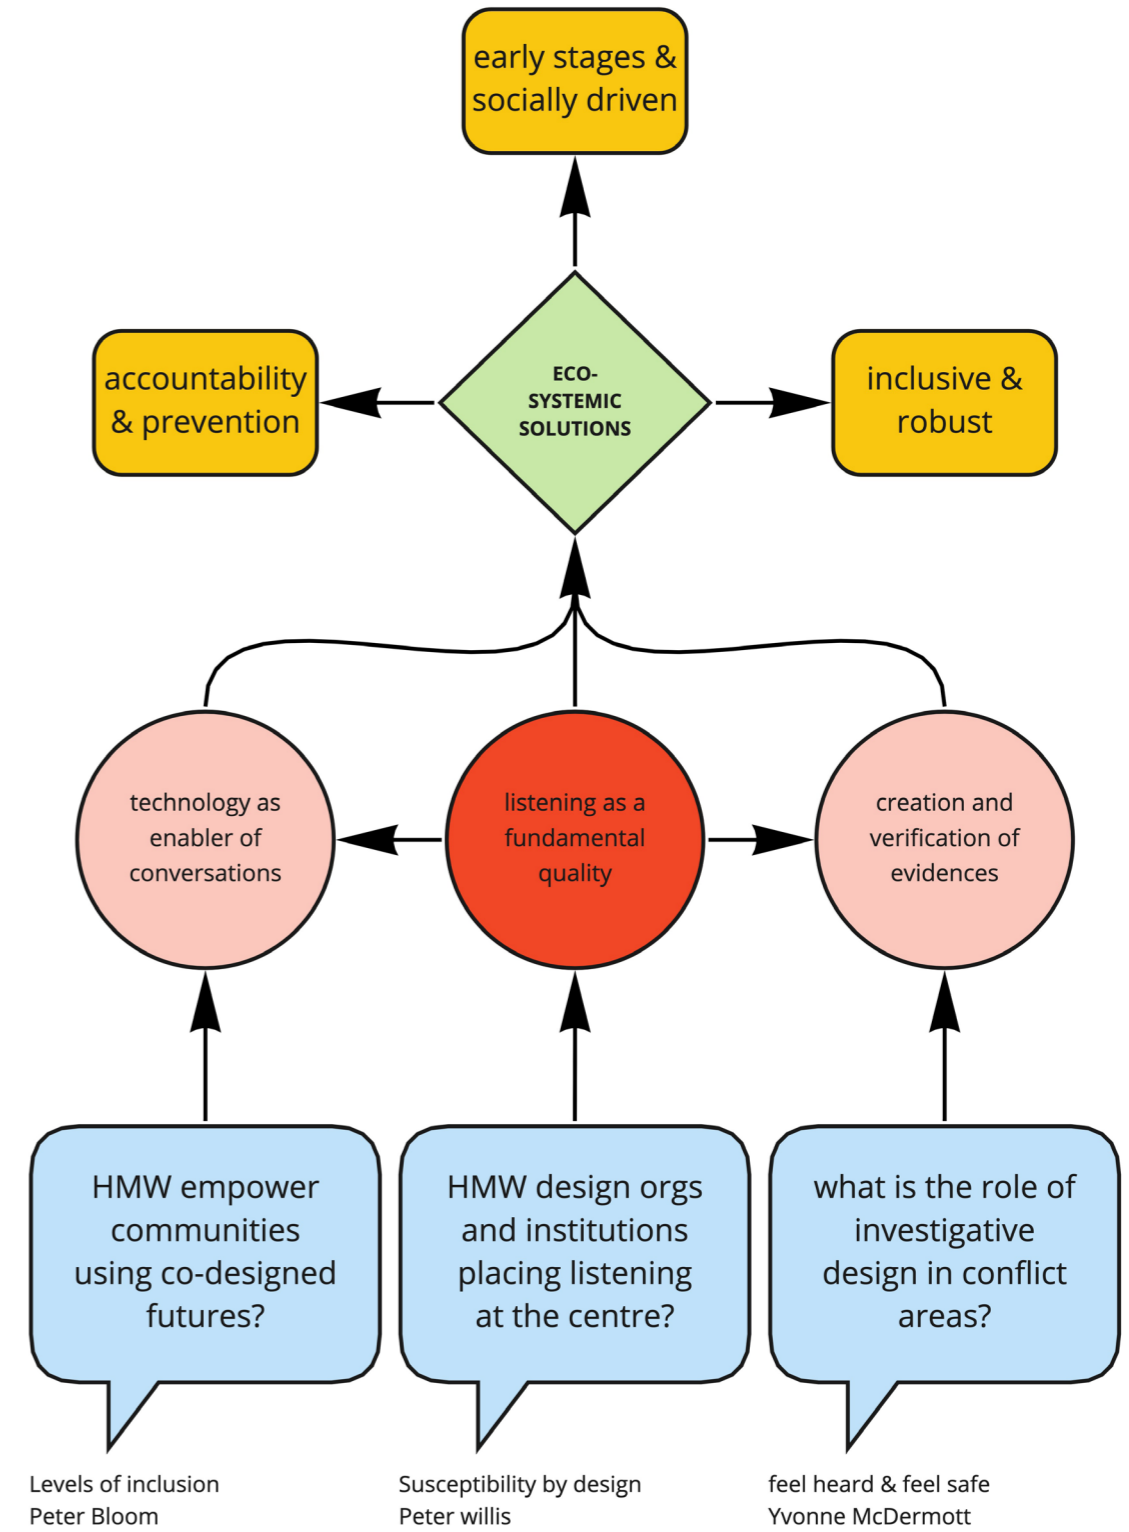 early stages &
socially driven
accountability
& prevention
ECO-
SYSTEMIC
SOLUTIONS
inclusive &
robust
technology as
enabler of
conversations
listening as a
fundamental
quality
creation and
verification of
evidences
HMW empower
communities
using co-designed
futures?
HMW design orgs
and institutions
placing listening
at the centre?
what is the role of
investigative
design in conflict
areas?
Levels of inclusion
Peter Bloom
Susceptibility by design
Peter willis
feel heard & feel safe
Yvonne McDermott